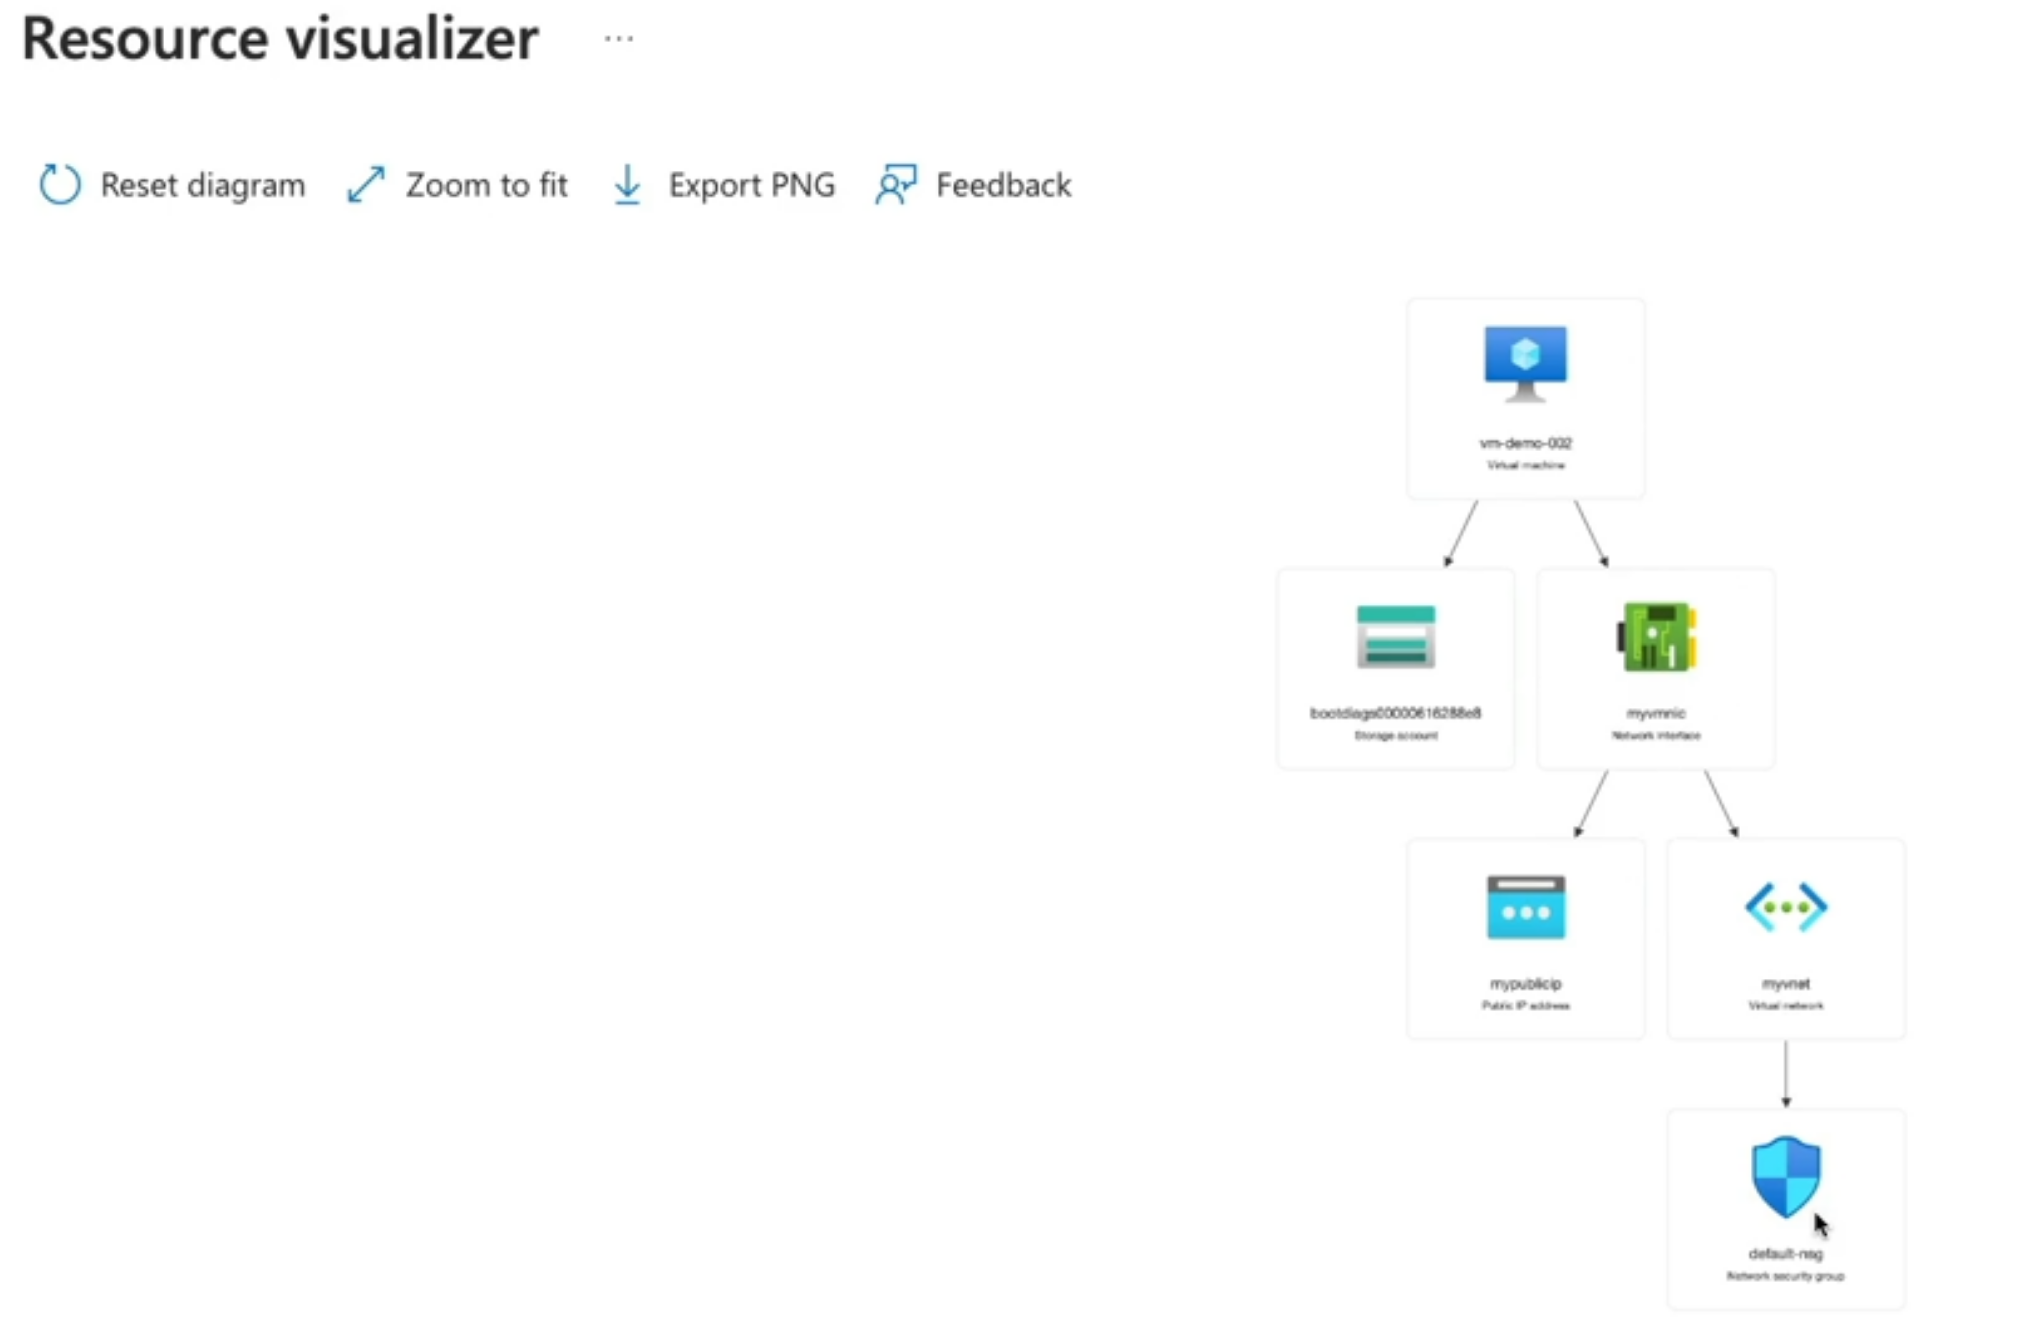 Resource visualizer ...
Reset diagram Zoom to fit Export PNG Feedback
vm-demo-002
Virtual machine
bootdiags00000616288e8
Storage account
myvmnic
Network interface
mypublicip
Public IP address
myvnet
Virtual network
default-nsg
Network security group